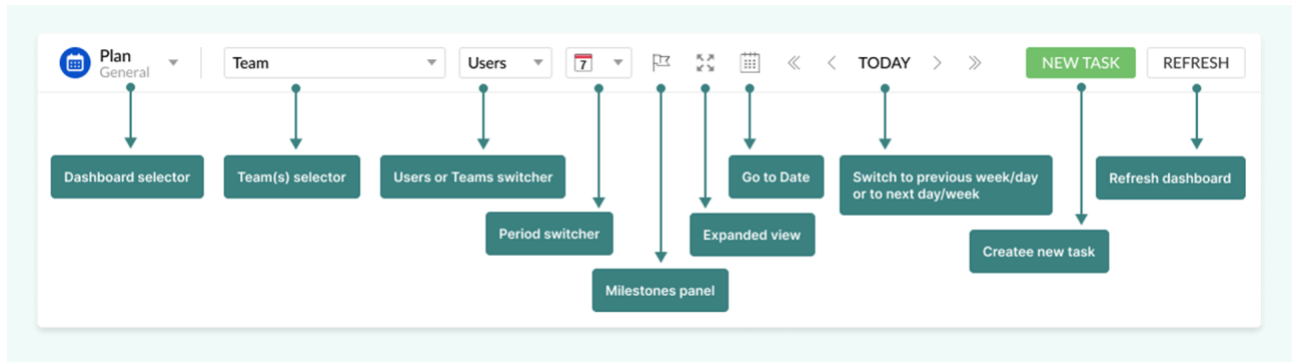 Plan
General
Team
Users
7
TODAY
NEW TASK
REFRESH
Dashboard selector
Team(s) selector
Users or Teams switcher
Go to Date
Switch to previous week/day
or to next day/week
Refresh dashboard
Period switcher
Expanded view
Createe new task
Milestones panel